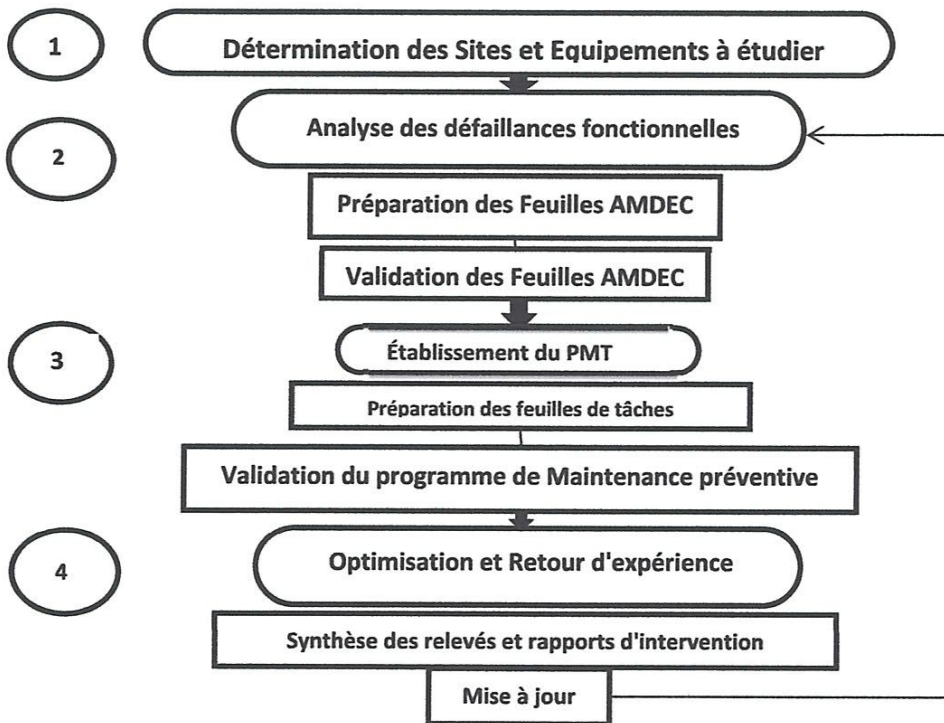 1
Détermination des Sites et Equipements à étudier
2
Analyse des défaillances fonctionnelles
Préparation des Feuilles AMDEC
Validation des Feuilles AMDEC
3
Établissement du PMT
Préparation des feuilles de tâches
Validation du programme de Maintenance préventive
4
Optimisation et Retour d'expérience
Synthèse des relevés et rapports d'intervention
Mise à jour